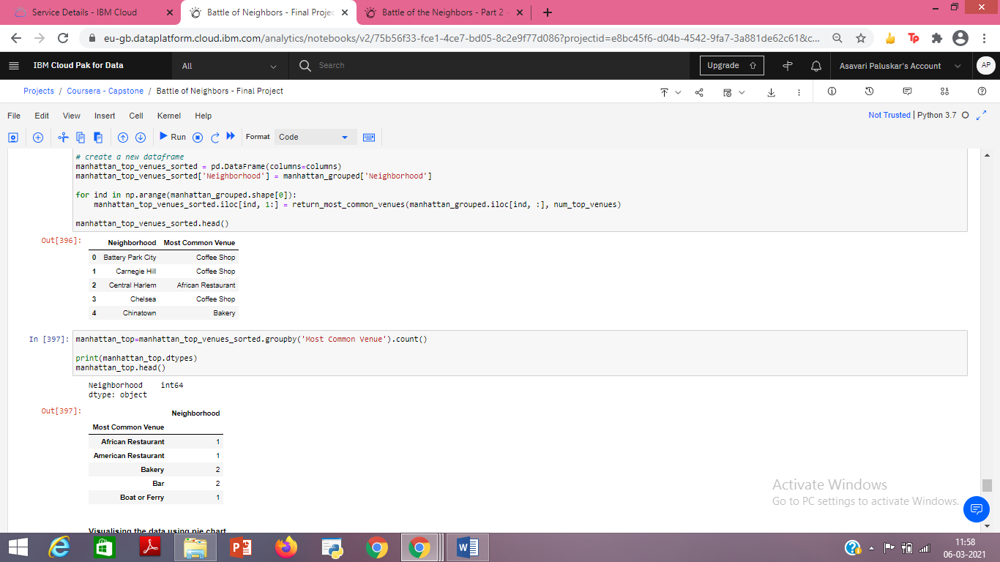 Service Details - IBM Cloud
Battle of Neighbors - Final Projec
Battle of the Neighbors - Part 2 -
eu-gb.dataplatform.cloud.ibm.com/analytics/notebooks/v2/75b56f33-fce1-4ce7-bd05-8c2e9f77d086?projectid=e8bc45f6-d04b-4542-9fa7-3a881de62c61&c...
IBM Cloud Pak for Data
All
Search
Upgrade
Asavari Paluskar's Account
AP
Projects / Coursera - Capstone / Battle of Neighbors - Final Project
File Edit View Insert Cell Kernel Help
Not Trusted | Python 3.7
Run
Format
Code
# create a new dataframe
manhattan_top_venues_sorted = pd.DataFrame(columns=columns)
manhattan_top_venues_sorted['Neighborhood'] = manhattan_grouped['Neighborhood']
for ind in np.arange(manhattan_grouped.shape[0]):
manhattan_top_venues_sorted.iloc[ind, 1:] = return_most_common_venues(manhattan_grouped.iloc[ind, :], num_top_venues)
manhattan_top_venues_sorted.head()
Out[396]:
Neighborhood Most Common Venue
0 Battery Park City Coffee Shop
1 Carnegie Hill Coffee Shop
2 Central Harlem African Restaurant
3 Chelsea Coffee Shop
4 Chinatown Bakery
In [397]:
manhattan_top=manhattan_top_venues_sorted.groupby('Most Common Venue').count()
print(manhattan_top.dtypes)
manhattan_top.head()
Neighborhood int64
dtype: object
Out[397]:
Neighborhood
Most Common Venue
African Restaurant 1
American Restaurant 1
Bakery 2
Bar 2
Boat or Ferry 1
Visualising the data using pie chart
Activate Windows
Go to PC settings to activate Windows.
11:58
06-03-2021